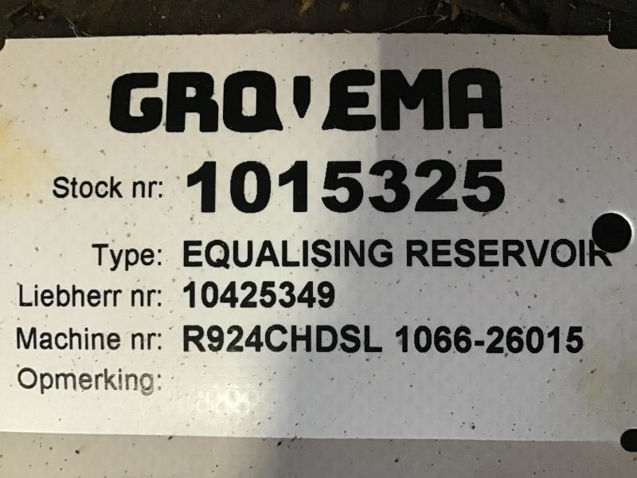 GROVEMA
Stock nr: 1015325
Type: EQUALISING RESERVOIR
Liebherr nr: 10425349
Machine nr: R924CHDSL 1066-26015
Opmerking: